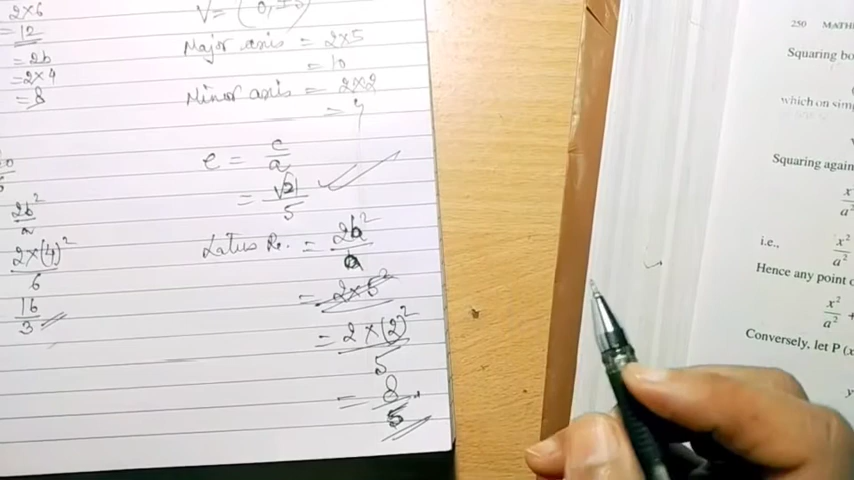 2×6
= 12
= 2b
= 2×4
= 8
2b²
a
2×(4)²
6
16
3
V = (0, ±
Major axis = 2×5
= 10
Minor axis = 2×2
= 4
e = c/a
= √21/5
Latus R. = 2b²/a
= 2×(2)²/5
= 8/5
250 MATH
Squaring bo
which on sim
Squaring again
x²
a²
i.e.,
x²
a²
Hence any point
x²
a² +
Conversely, let P (x